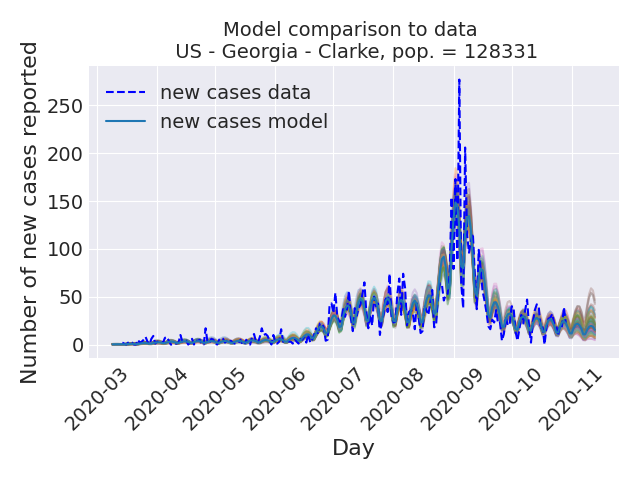 Model comparison to data
US - Georgia - Clarke, pop. = 128331
Number of new cases reported
250
200
150
100
50
0
new cases data
new cases model
2020-03
2020-04
2020-05
2020-06
2020-07
2020-08
2020-09
2020-10
2020-11
Day